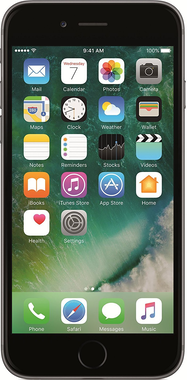 9:41 AM 100%
Wednesday
7
Mail Calendar Photos Camera
Maps Clock Weather Wallet
Notes Reminders Stocks Videos
iBooks iTunes Store App Store Home
Health Settings
Phone Safari Messages Music